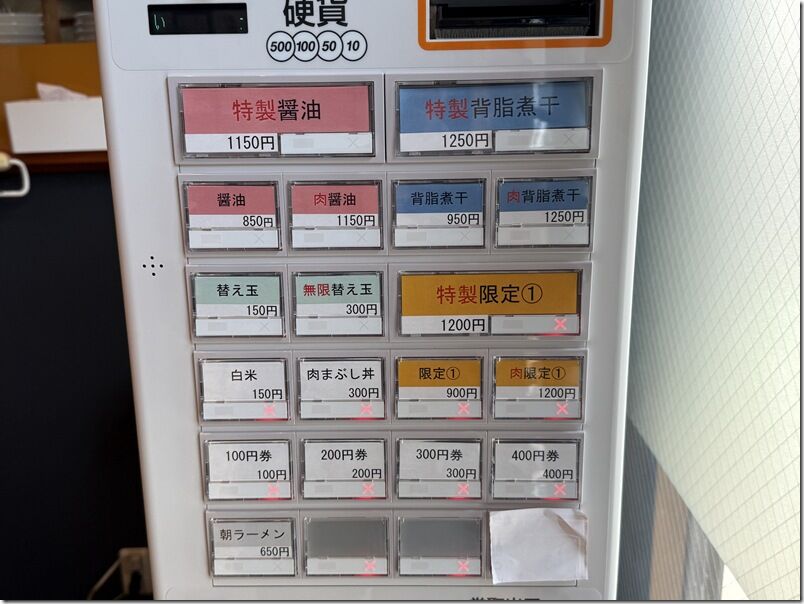 い
硬貨
500 100 50 10
特製醤油
1150円
特製背脂煮干
1250円
醤油
850円
肉醤油
1150円
背脂煮干
950円
肉背脂煮干
1250円
替え玉
150円
無限替え玉
300円
特製限定①
1200円
白米
150円
肉まぶし丼
300円
限定①
900円
肉限定①
1200円
100円券
100円
200円券
200円
300円券
300円
400円券
400円
朝ラーメン
650円